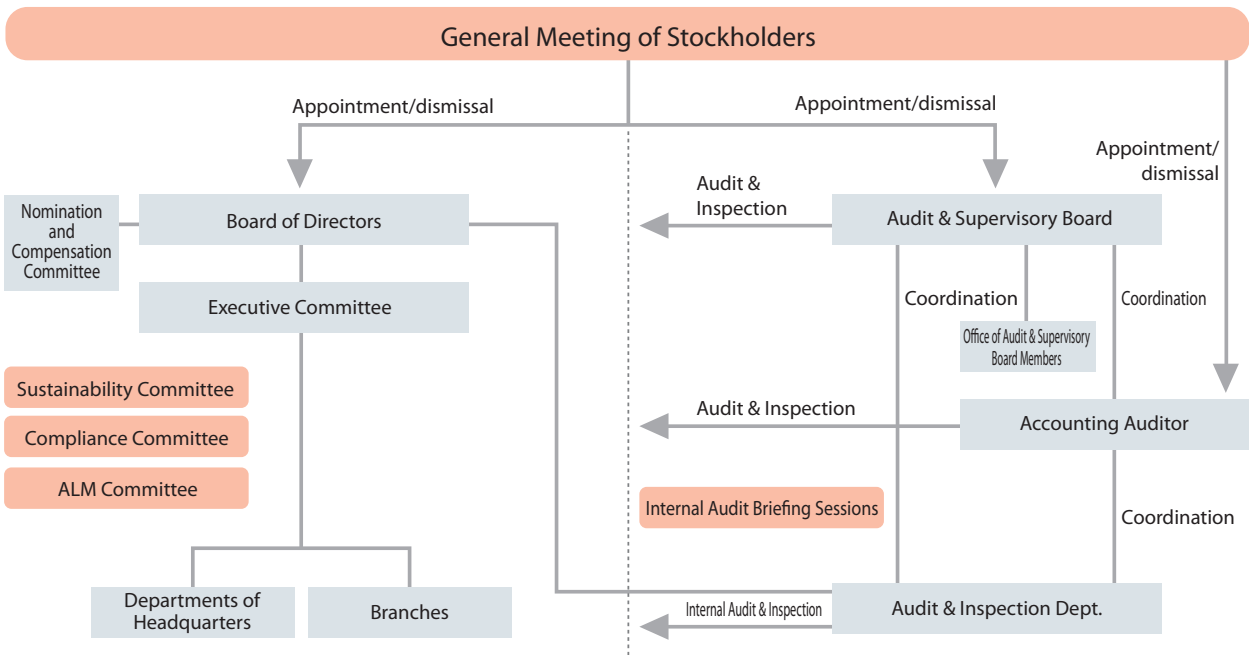 General Meeting of Stockholders
Appointment/dismissal
Appointment/dismissal
Appointment/
dismissal
Nomination
and
Compensation
Committee
Board of Directors
Audit &
Inspection
Audit & Supervisory Board
Executive Committee
Coordination
Coordination
Office of Audit & Supervisory
Board Members
Sustainability Committee
Compliance Committee
ALM Committee
Audit & Inspection
Accounting Auditor
Internal Audit Briefing Sessions
Coordination
Departments of
Headquarters
Branches
Internal Audit & Inspection
Audit & Inspection Dept.